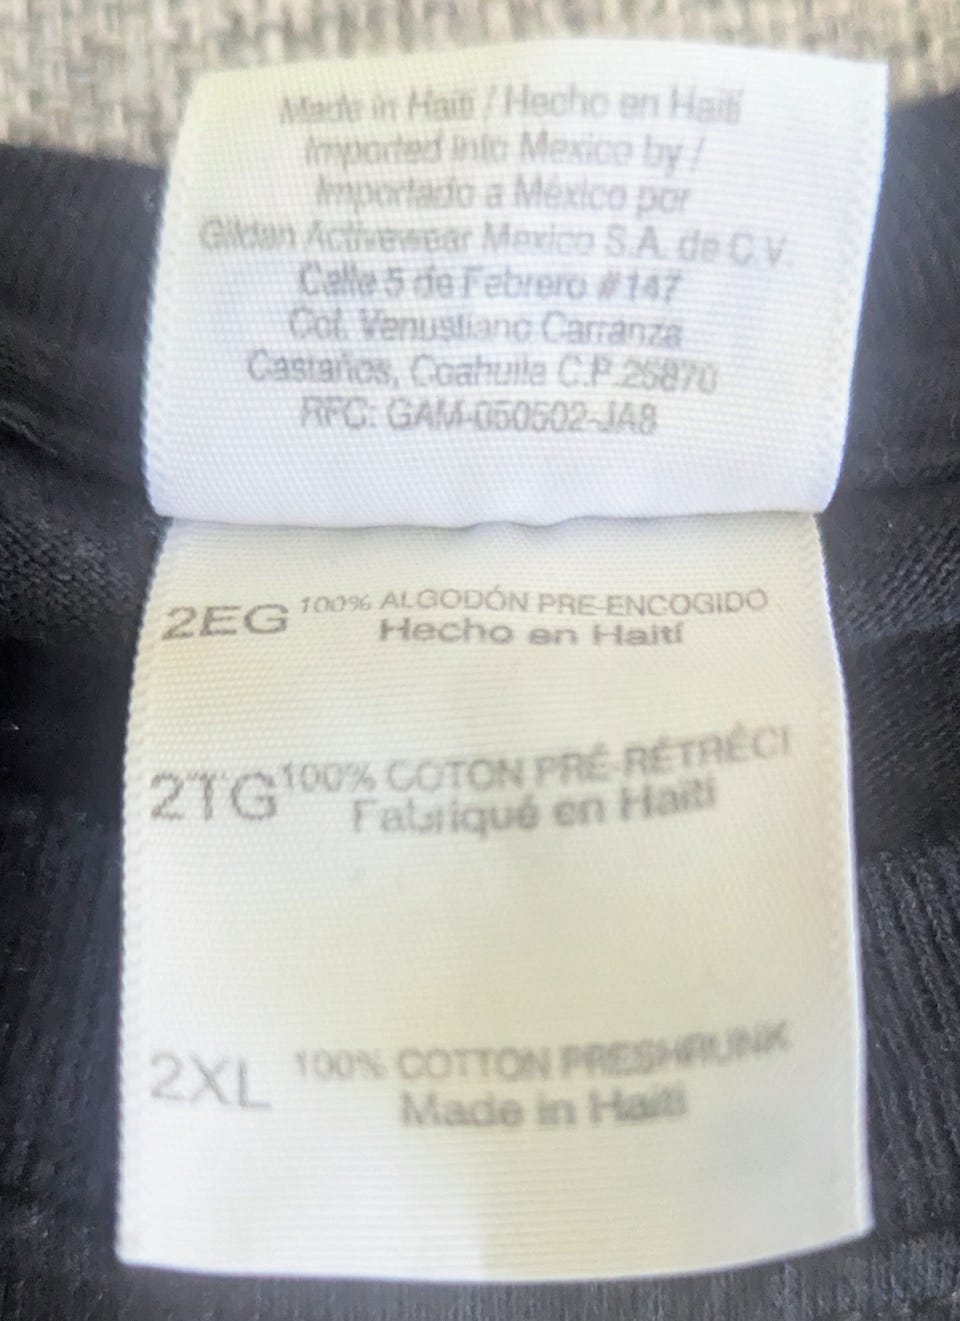 Made in Haiti / Hecho en Haití
Imported into Mexico by /
Importado a México por
Gildan Activewear Mexico S.A. de C.V.
Calle 5 de Febrero #147
Col. Venustiano Carranza
Castaños, Coahuila C.P. 25870
RFC: GAM-050602-JA8
2EG 100% ALGODÓN PRE-ENCOGIDO
Hecho en Haití
2TG 100% COTON PRÉ-RÉTRÉCI
Fabriqué en Haïti
2XL 100% COTTON PRESHRUNK
Made in Haiti